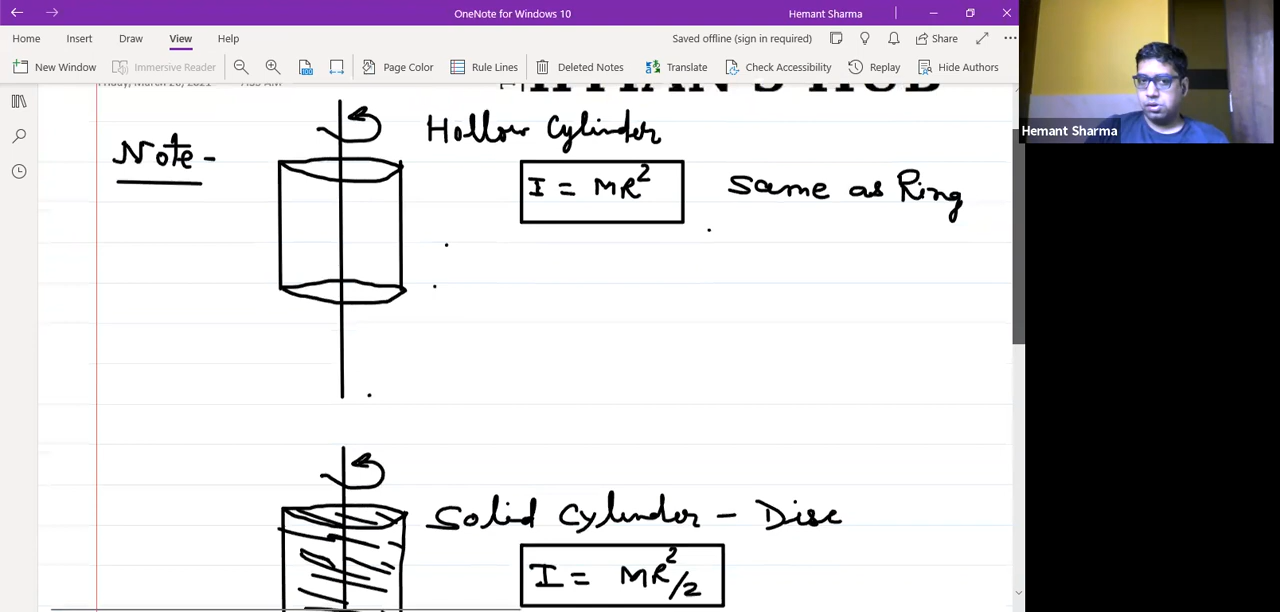 OneNote for Windows 10
Hemant Sharma
Home Insert Draw View Help
Saved offline (sign in required)
Share
New Window Immersive Reader Page Color Rule Lines Deleted Notes Translate Check Accessibility Replay Hide Authors
Hemant Sharma
Note -
Hollow Cylinder
I = MR²
Same as Ring
Solid Cylinder - Disc
I = MR²/2